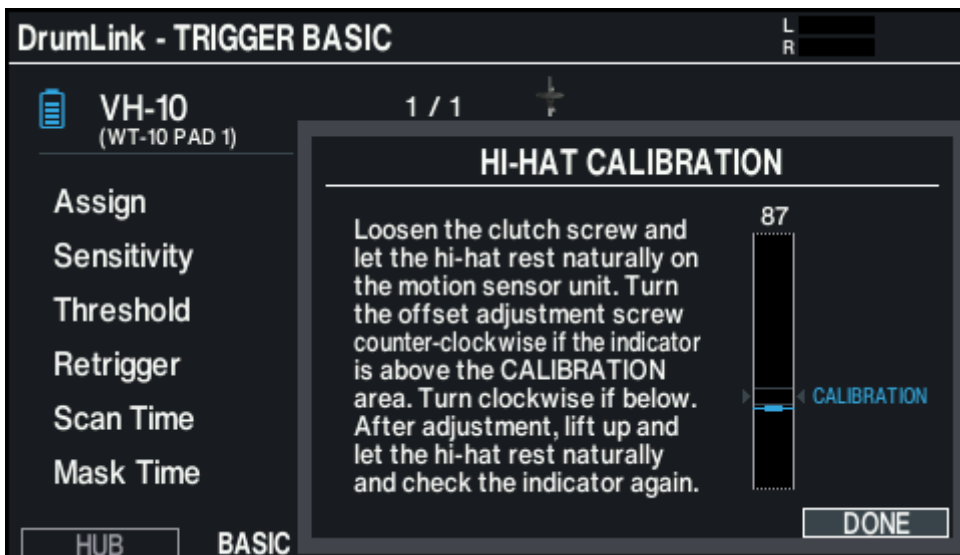 DrumLink - TRIGGER BASIC
L
R
VH-10
(WT-10 PAD 1)
1 / 1
Assign
Sensitivity
Threshold
Retrigger
Scan Time
Mask Time
HUB
BASIC
HI-HAT CALIBRATION
Loosen the clutch screw and
let the hi-hat rest naturally on
the motion sensor unit. Turn
the offset adjustment screw
counter-clockwise if the indicator
is above the CALIBRATION
area. Turn clockwise if below.
After adjustment, lift up and
let the hi-hat rest naturally
and check the indicator again.
87
CALIBRATION
DONE